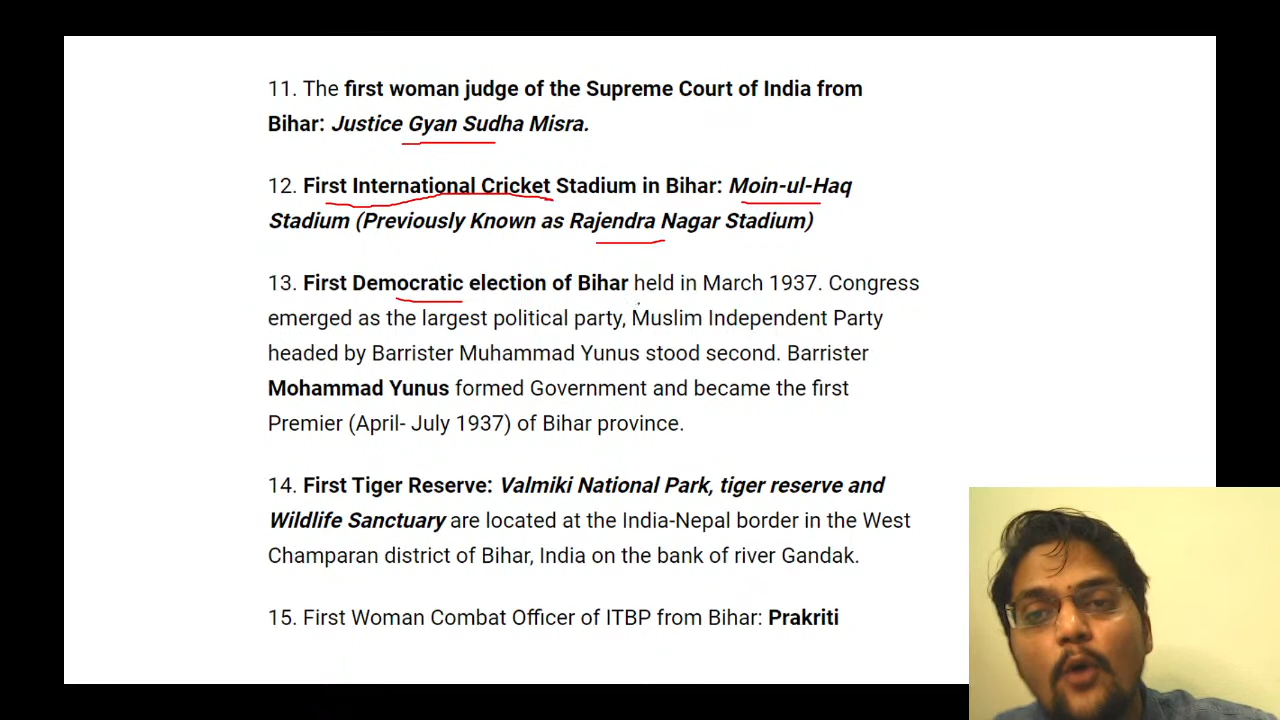 11. The first woman judge of the Supreme Court of India from
Bihar: Justice Gyan Sudha Misra.
12. First International Cricket Stadium in Bihar: Moin-ul-Haq
Stadium (Previously Known as Rajendra Nagar Stadium)
13. First Democratic election of Bihar held in March 1937. Congress
emerged as the largest political party, Muslim Independent Party
headed by Barrister Muhammad Yunus stood second. Barrister
Mohammad Yunus formed Government and became the first
Premier (April- July 1937) of Bihar province.
14. First Tiger Reserve: Valmiki National Park, tiger reserve and
Wildlife Sanctuary are located at the India-Nepal border in the West
Champaran district of Bihar, India on the bank of river Gandak.
15. First Woman Combat Officer of ITBP from Bihar: Prakriti